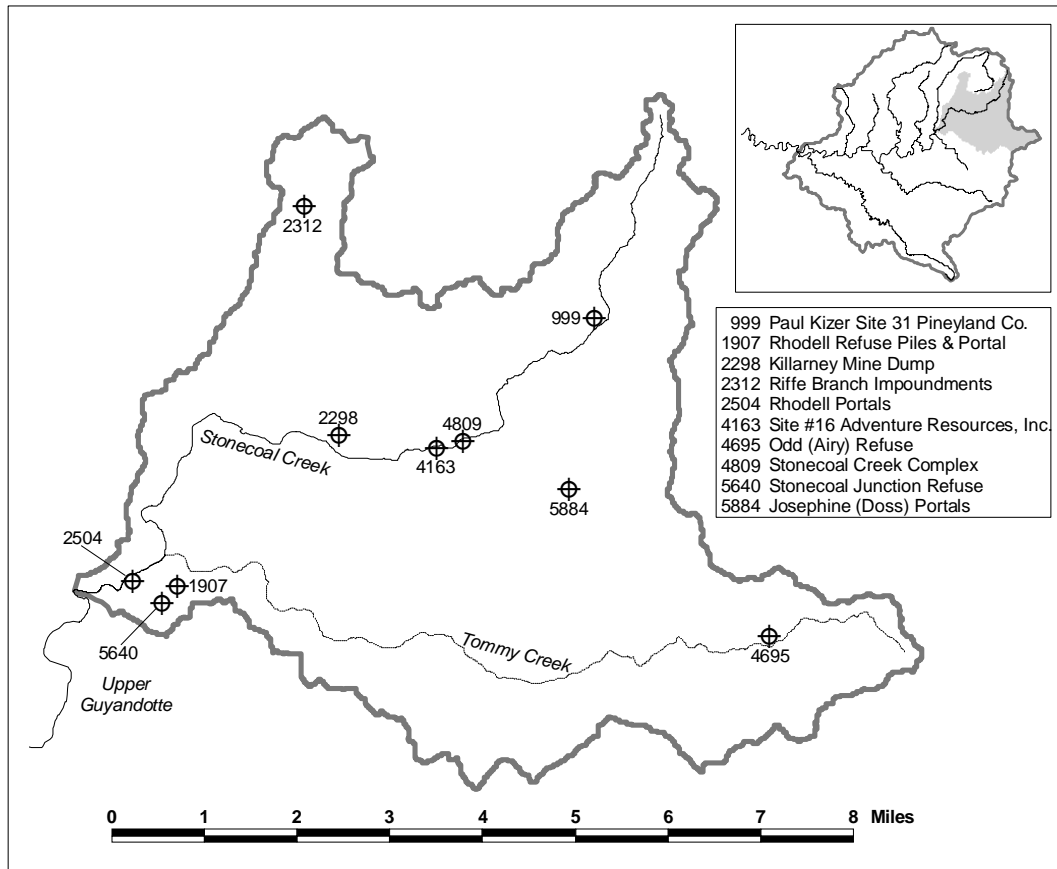 2312
999
2298
4809
Stonecoal Creek
4163
5884
2504
1907
5640
Tommy Creek
4695
Upper
Guyandotte
999 Paul Kizer Site 31 Pineyland Co.
1907 Rhodell Refuse Piles & Portal
2298 Killarney Mine Dump
2312 Riffe Branch Impoundments
2504 Rhodell Portals
4163 Site #16 Adventure Resources, Inc.
4695 Odd (Airy) Refuse
4809 Stonecoal Creek Complex
5640 Stonecoal Junction Refuse
5884 Josephine (Doss) Portals
0 1 2 3 4 5 6 7 8 Miles